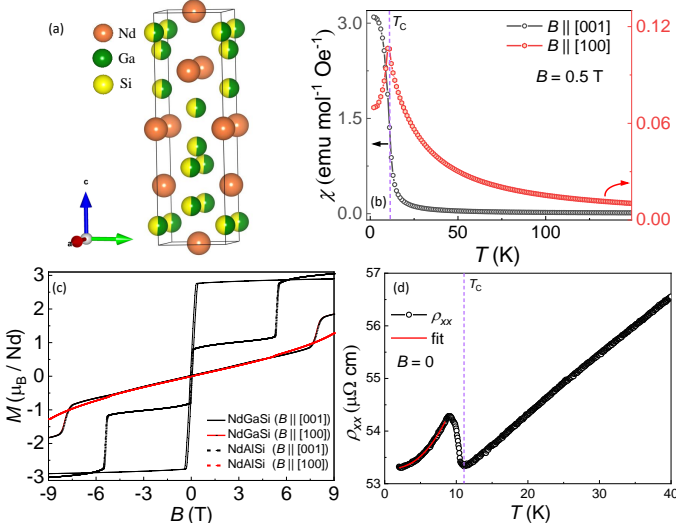 (a)
Nd
Ga
Si
c
a
3.0
1.5
0.0
χ (emu mol⁻¹ Oe⁻¹)
T_C
B || [001]
B || [100]
B = 0.5 T
0.12
0.06
0.00
(b)
50
100
T (K)
(c)
3
2
1
0
-1
-2
-3
M (μ_B / Nd)
NdGaSi (B || [001])
NdGaSi (B || [100])
NdAlSi (B || [001])
NdAlSi (B || [100])
-9 -6 -3 0 3 6 9
B (T)
(d)
T_C
57
56
54
53
ρ_xx (μΩ cm)
ρ_xx
fit
B = 0
0 10 20 30 40
T (K)